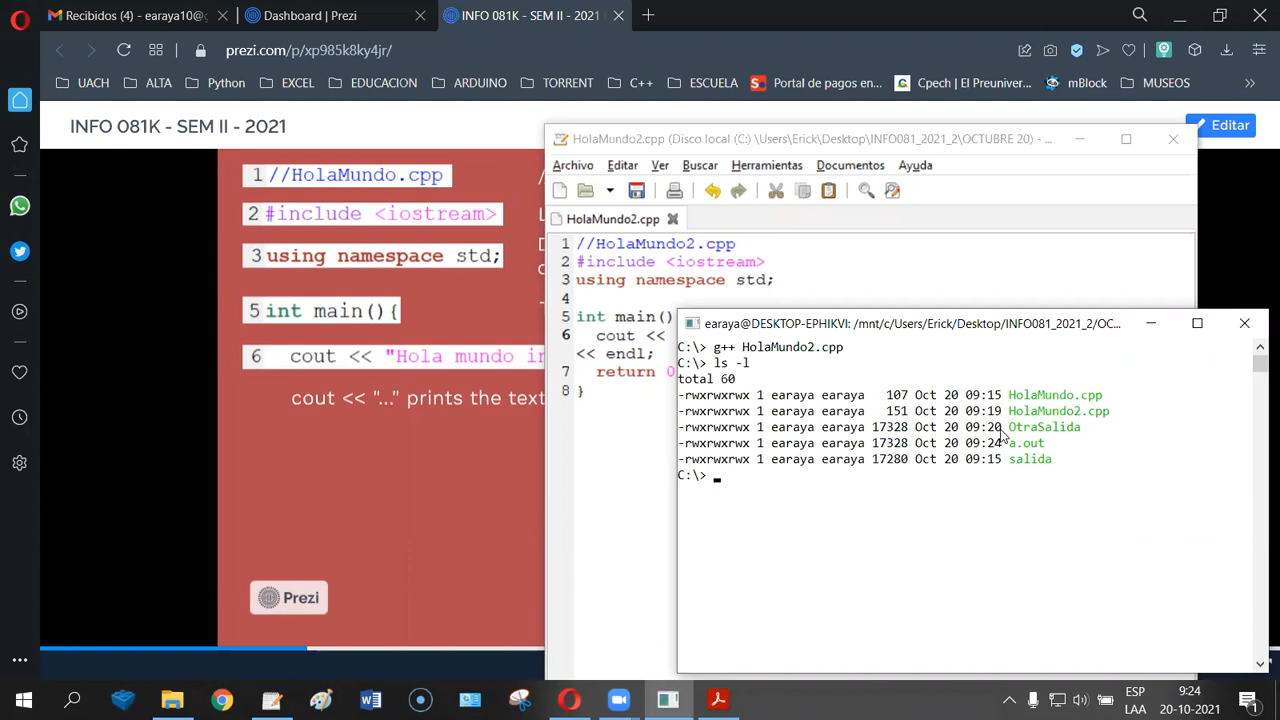 Recibidos (4) - earaya10@g
Dashboard | Prezi
INFO 081K - SEM II - 2021
prezi.com/p/xp985k8ky4jr/
UACH
ALTA
Python
EXCEL
EDUCACION
ARDUINO
TORRENT
C++
ESCUELA
Portal de pagos en...
Cpech | El Preuniver...
mBlock
MUSEOS
INFO 081K - SEM II - 2021
Editar
1 //HolaMundo.cpp
2 #include <iostream>
3 using namespace std;
5 int main(){
6 cout << "Hola mundo in
cout << "..." prints the text
Prezi
HolaMundo2.cpp (Disco local (C:) \Users\Erick\Desktop\INFO081_2021_2\OCTUBRE 20) - ...
Archivo Editar Ver Buscar Herramientas Documentos Ayuda
HolaMundo2.cpp
1 //HolaMundo2.cpp
2 #include <iostream>
3 using namespace std;
4
5 int main()
6 cout <<
<< endl;
7 return 0
8 }
earaya@DESKTOP-EPHIKVI: /mnt/c/Users/Erick/Desktop/INFO081_2021_2/OC...
C:\> g++ HolaMundo2.cpp
C:\> ls -l
total 60
-rwxrwxrwx 1 earaya earaya 107 Oct 20 09:15 HolaMundo.cpp
-rwxrwxrwx 1 earaya earaya 151 Oct 20 09:19 HolaMundo2.cpp
-rwxrwxrwx 1 earaya earaya 17328 Oct 20 09:20 OtraSalida
-rwxrwxrwx 1 earaya earaya 17328 Oct 20 09:24 a.out
-rwxrwxrwx 1 earaya earaya 17280 Oct 20 09:15 salida
C:\>
ESP
LAA
9:24
20-10-2021
1